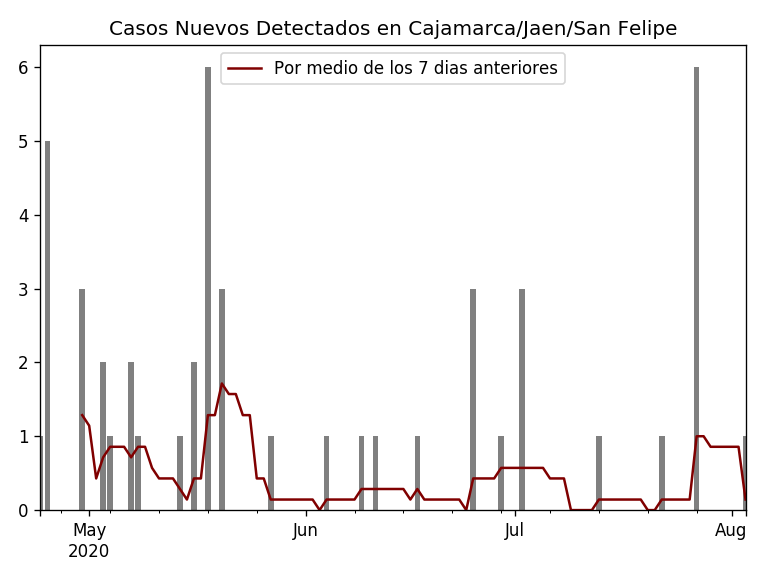 Casos Nuevos Detectados en Cajamarca/Jaen/San Felipe
Por medio de los 7 dias anteriores
6
5
4
3
2
1
0
May Jun Jul Aug
2020